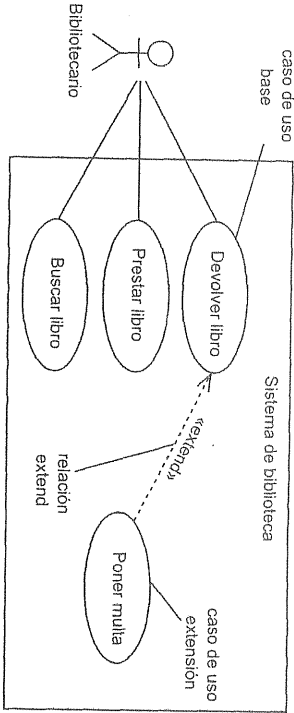 caso de uso
base
Sistema de biblioteca
Devolver libro
Prestar libro
Buscar libro
Bibliotecario
«extend»
relación
extend
Poner multa
caso de uso
extensión